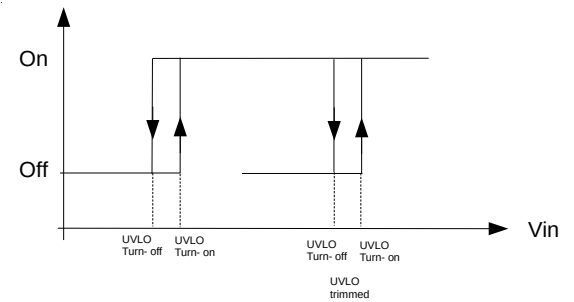 On
Off
Vin
UVLO
Turn- off
UVLO
Turn- on
UVLO
Turn- off
UVLO
Turn- on
UVLO
trimmed